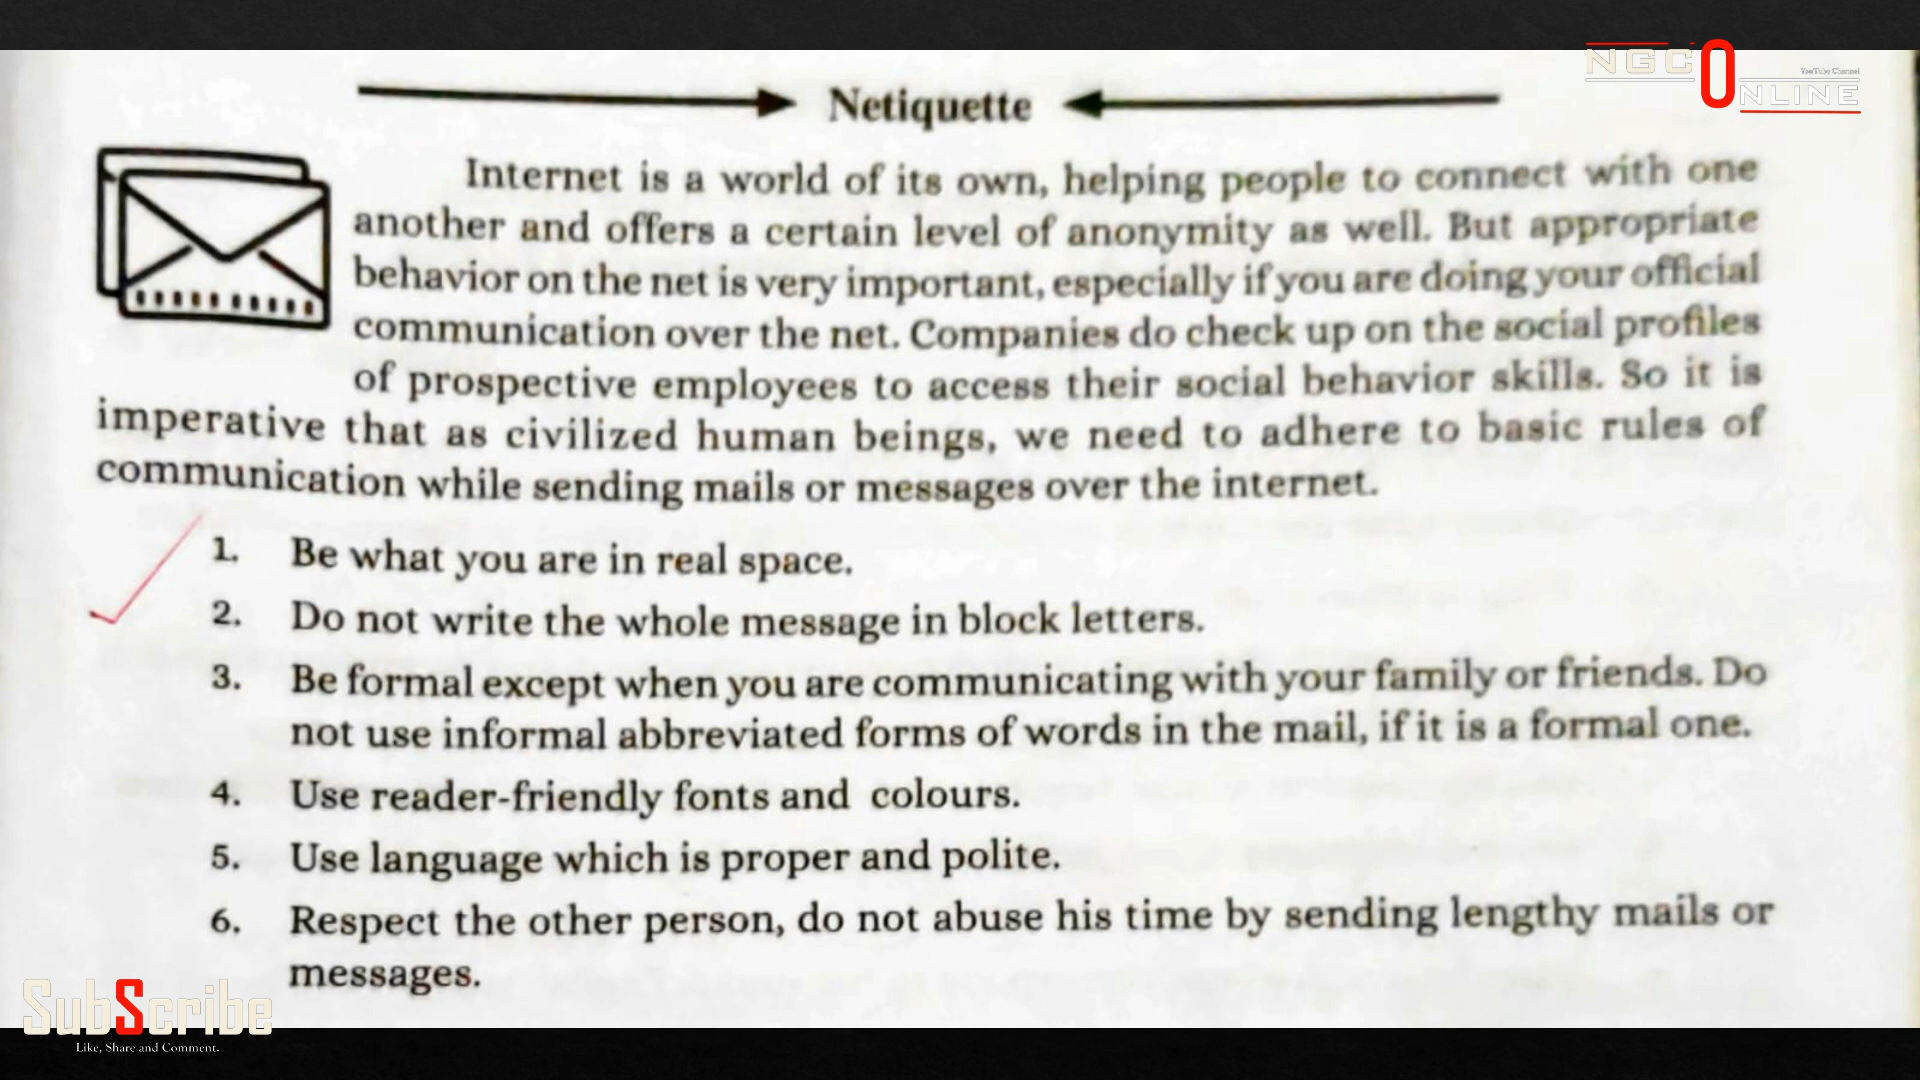 NGC ONLINE
YouTube Channel
Netiquette
Internet is a world of its own, helping people to connect with one
another and offers a certain level of anonymity as well. But appropriate
behavior on the net is very important, especially if you are doing your official
communication over the net. Companies do check up on the social profiles
of prospective employees to access their social behavior skills. So it is
imperative that as civilized human beings, we need to adhere to basic rules of
communication while sending mails or messages over the internet.
1. Be what you are in real space.
2. Do not write the whole message in block letters.
3. Be formal except when you are communicating with your family or friends. Do
not use informal abbreviated forms of words in the mail, if it is a formal one.
4. Use reader-friendly fonts and colours.
5. Use language which is proper and polite.
6. Respect the other person, do not abuse his time by sending lengthy mails or
messages.
SubScribe
Like, Share and Comment.